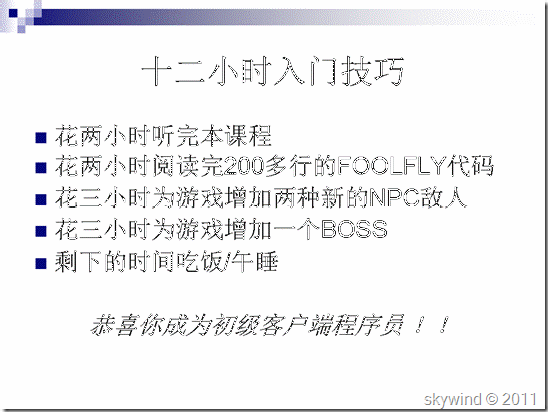 十二小时入门技巧
花两小时听完本课程
花两小时阅读完200多行的FOOLFLY代码
花三小时为游戏增加两种新的NPC敌人
花三小时为游戏增加一个BOSS
剩下的时间吃饭/午睡
恭喜你成为初级客户端程序员！！
skywind © 2011